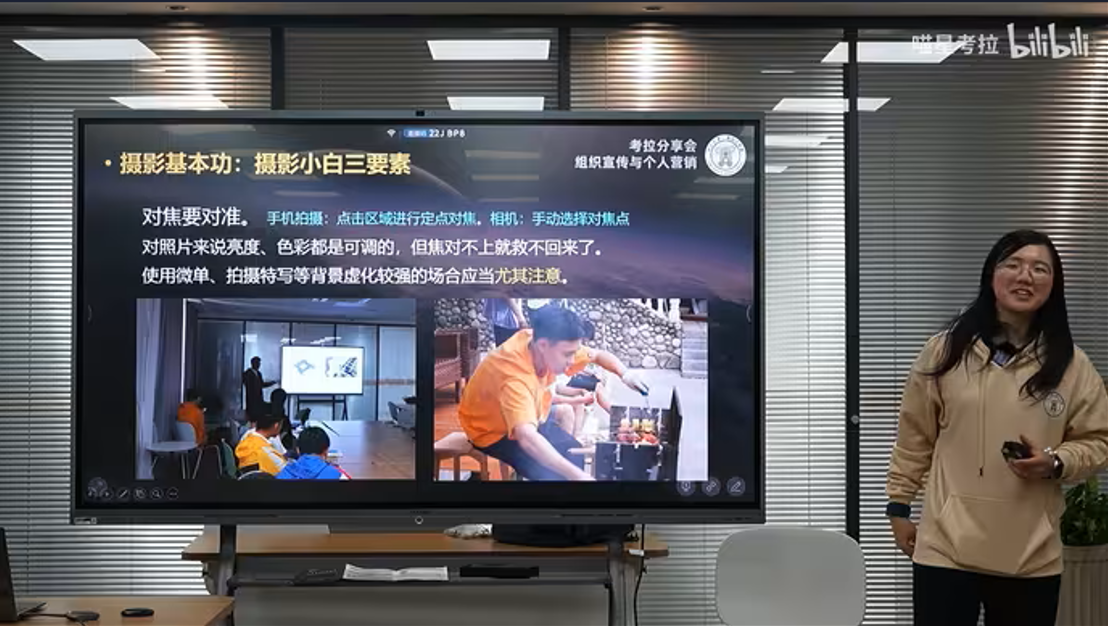 喵星考拉 bilibili
22J BP8
考拉分享会
组织宣传与个人营销
• 摄影基本功：摄影小白三要素
对焦要对准。 手机拍摄：点击区域进行定点对焦。相机：手动选择对焦点
对照片来说亮度、色彩都是可调的，但焦对不上就救不回来了。
使用微单、拍摄特写等背景虚化较强的场合应当尤其注意。